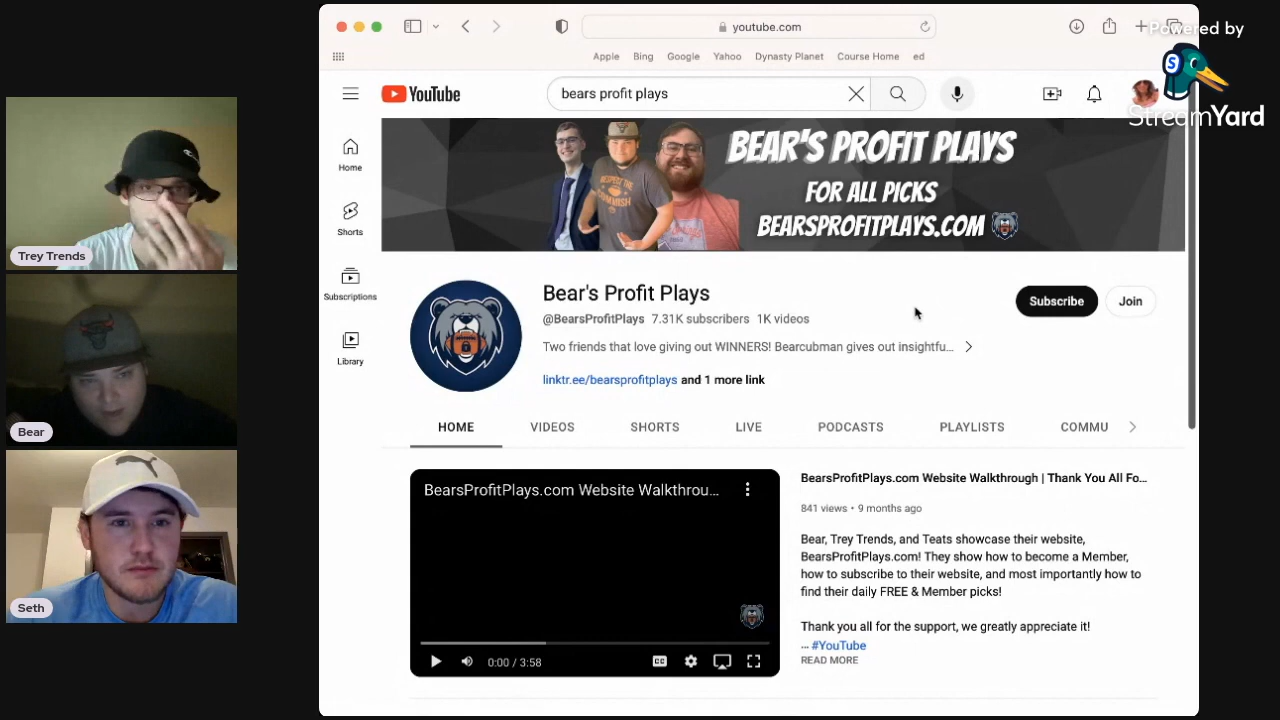 Powered by
StreamYard
youtube.com
Apple Bing Google Yahoo Dynasty Planet Course Home ed
YouTube
bears profit plays
Home
Shorts
Subscriptions
Library
BEAR'S PROFIT PLAYS
FOR ALL PICKS
BEARSPROFITPLAYS.COM
Bear's Profit Plays
@BearsProfitPlays 7.31K subscribers 1K videos
Two friends that love giving out WINNERS! Bearcubman gives out insightfu...
linktr.ee/bearsprofitplays and 1 more link
Subscribe
Join
HOME VIDEOS SHORTS LIVE PODCASTS PLAYLISTS COMMU
BearsProfitPlays.com Website Walkthrou...
0:00 / 3:58
BearsProfitPlays.com Website Walkthrough | Thank You All Fo...
841 views • 9 months ago
Bear, Trey Trends, and Teats showcase their website,
BearsProfitPlays.com! They show how to become a Member,
how to subscribe to their website, and most importantly how to
find their daily FREE & Member picks!
Thank you all for the support, we greatly appreciate it!
... #YouTube
READ MORE
Trey Trends
Bear
Seth